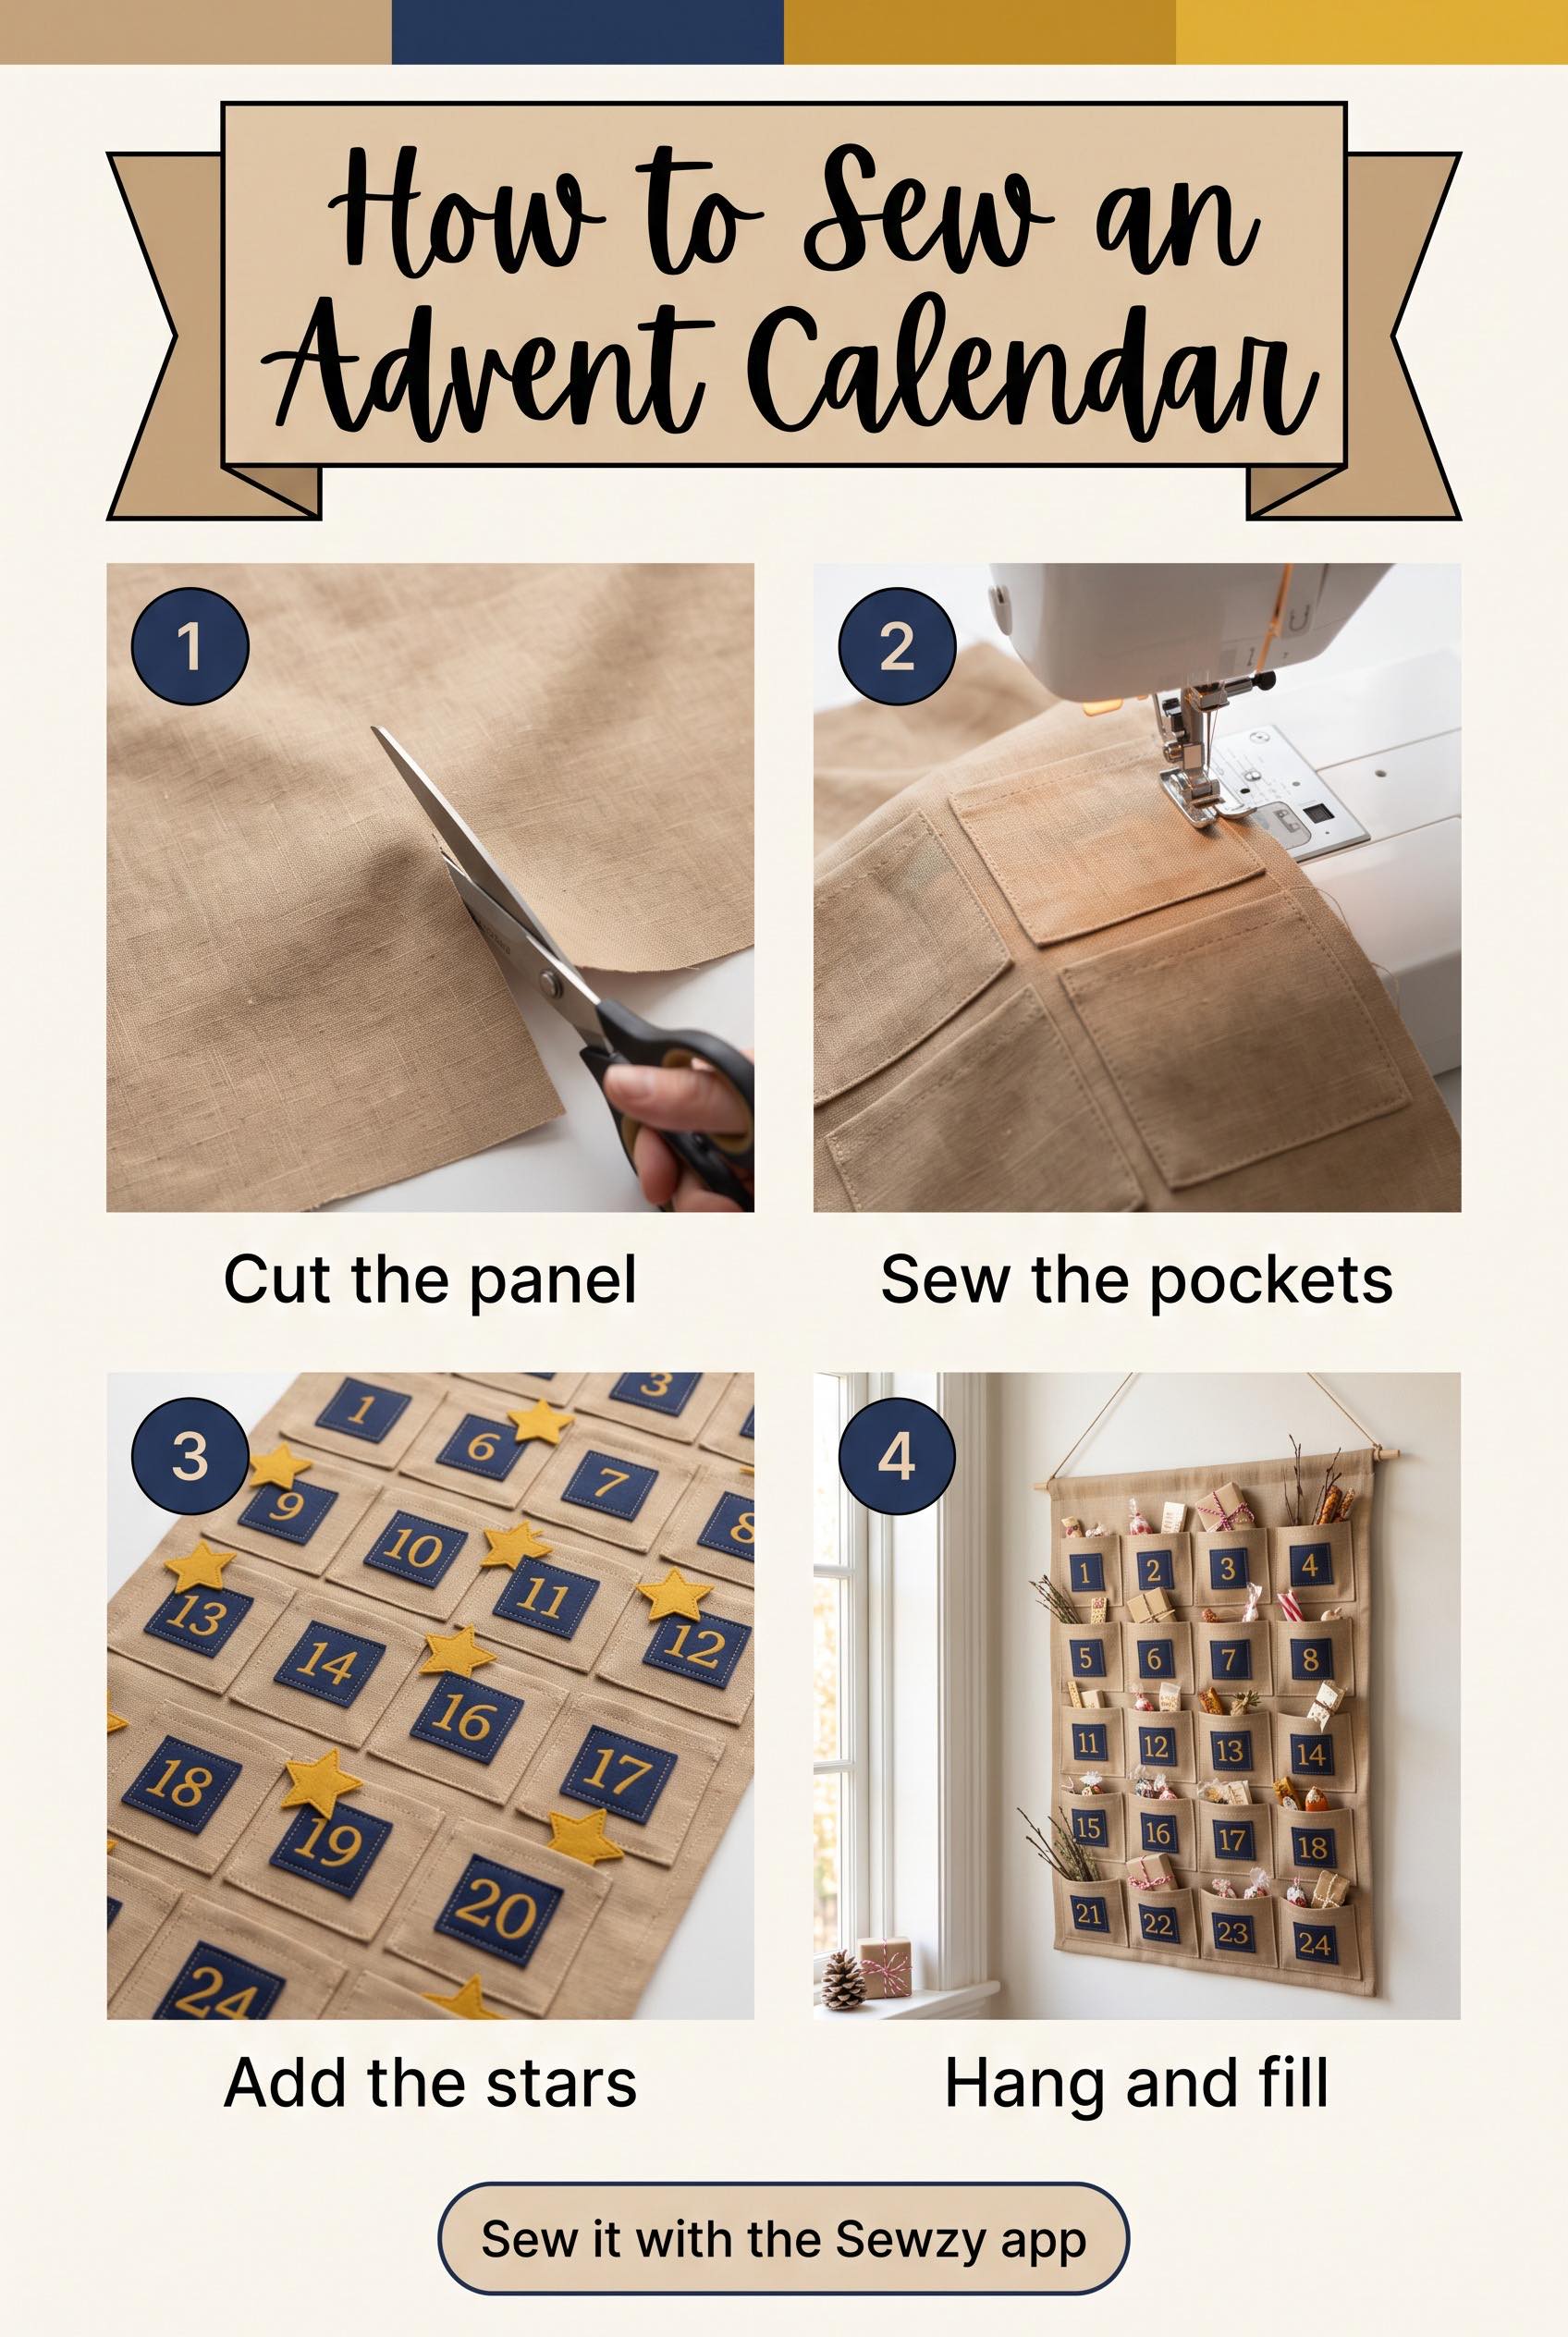 How to Sew an
Advent Calendar
1
2
Cut the panel
Sew the pockets
3
1
3
6
7
8
9
10
11
12
13
14
16
17
18
19
20
24
4
1 2 3 4
5 6 7 8
11 12 13 14
15 16 17 18
21 22 23 24
Add the stars
Hang and fill
Sew it with the Sewzy app